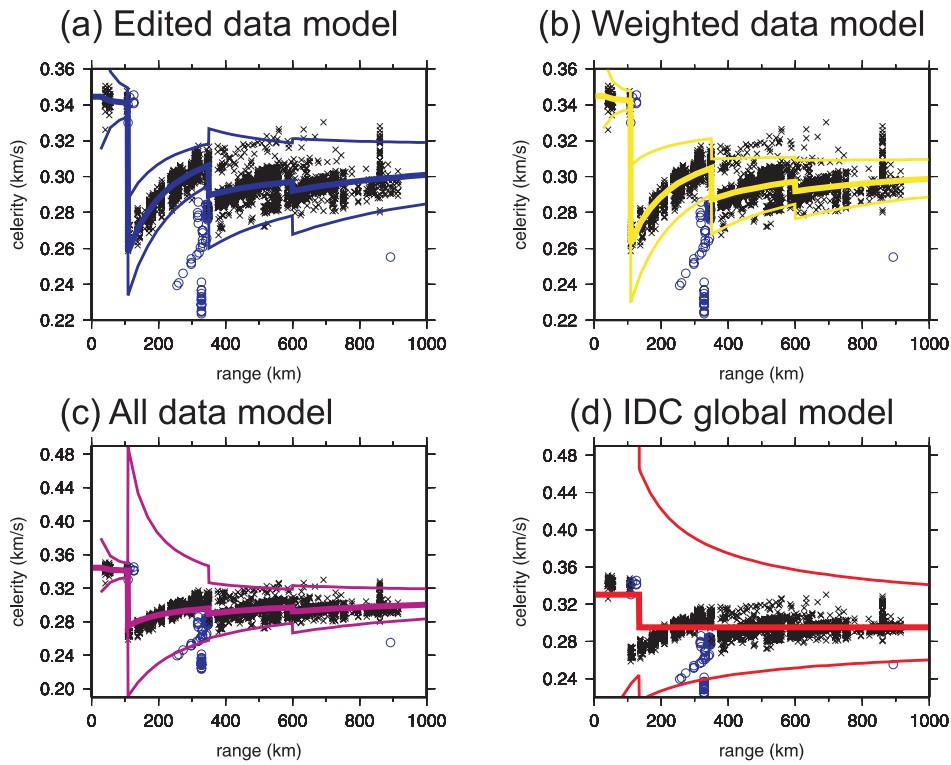 (a) Edited data model
(b) Weighted data model
0.36
0.32
0.30
0.28
0.26
0.24
0.22
celerity (km/s)
0 200 400 600 800 1000
range (km)
0.36
0.32
0.30
0.28
0.26
0.24
0.22
celerity (km/s)
0 200 400 600 800 1000
range (km)
(c) All data model
(d) IDC global model
0.48
0.44
0.40
0.36
0.32
0.28
0.24
0.20
celerity (km/s)
0 200 400 600 800 1000
range (km)
0.48
0.44
0.40
0.36
0.33
0.28
0.24
celerity (km/s)
0 200 400 600 800 1000
range (km)